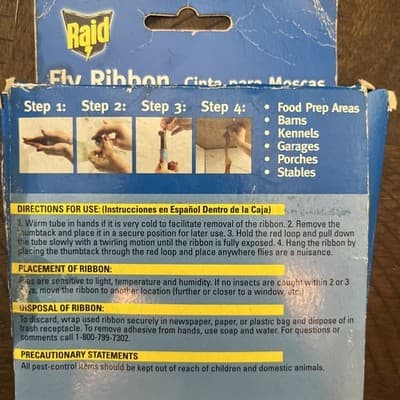 Raid
Fly Ribbon Cinta para Moscas
Step 1: Step 2: Step 3: Step 4:
• Food Prep Areas
• Barns
• Kennels
• Garages
• Porches
• Stables
DIRECTIONS FOR USE: (Instrucciones en Español Dentro de la Caja)
1. Warm tube in hands if it is very cold to facilitate removal of the ribbon. 2. Remove the
thumbtack and place it in a secure position for later use. 3. Hold the red loop and pull down
the tube slowly with a twirling motion until the ribbon is fully exposed. 4. Hang the ribbon by
placing the thumbtack through the red loop and place anywhere flies are a nuisance.
PLACEMENT OF RIBBON:
are sensitive to light, temperature and humidity. If no insects are caught within 2 or 3
move the ribbon to another location (further or closer to a window, etc.)
DISPOSAL OF RIBBON:
To discard, wrap used ribbon securely in newspaper, paper, or plastic bag and dispose of in
trash receptacle. To remove adhesive from hands, use soap and water. For questions or
comments call 1-800-799-7302.
PRECAUTIONARY STATEMENTS
All pest-control items should be kept out of reach of children and domestic animals.